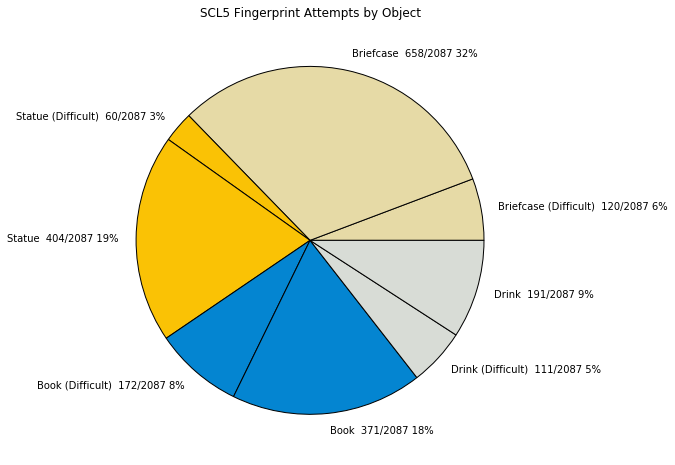 SCL5 Fingerprint Attempts by Object
Briefcase 658/2087 32%
Statue (Difficult) 60/2087 3%
Briefcase (Difficult) 120/2087 6%
Statue 404/2087 19%
Drink 191/2087 9%
Drink (Difficult) 111/2087 5%
Book (Difficult) 172/2087 8%
Book 371/2087 18%